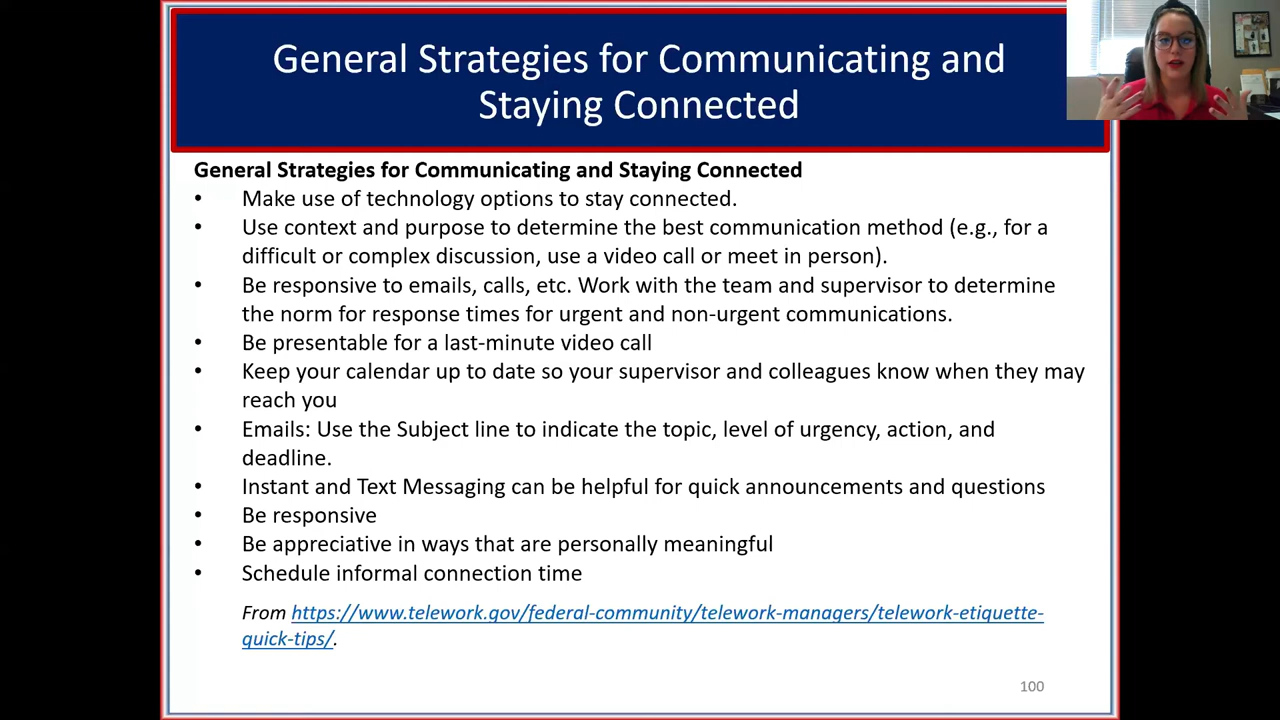 General Strategies for Communicating and
Staying Connected
General Strategies for Communicating and Staying Connected
• Make use of technology options to stay connected.
• Use context and purpose to determine the best communication method (e.g., for a
difficult or complex discussion, use a video call or meet in person).
• Be responsive to emails, calls, etc. Work with the team and supervisor to determine
the norm for response times for urgent and non-urgent communications.
• Be presentable for a last-minute video call
• Keep your calendar up to date so your supervisor and colleagues know when they may
reach you
• Emails: Use the Subject line to indicate the topic, level of urgency, action, and
deadline.
• Instant and Text Messaging can be helpful for quick announcements and questions
• Be responsive
• Be appreciative in ways that are personally meaningful
• Schedule informal connection time
From https://www.telework.gov/federal-community/telework-managers/telework-etiquette-
quick-tips/.
100